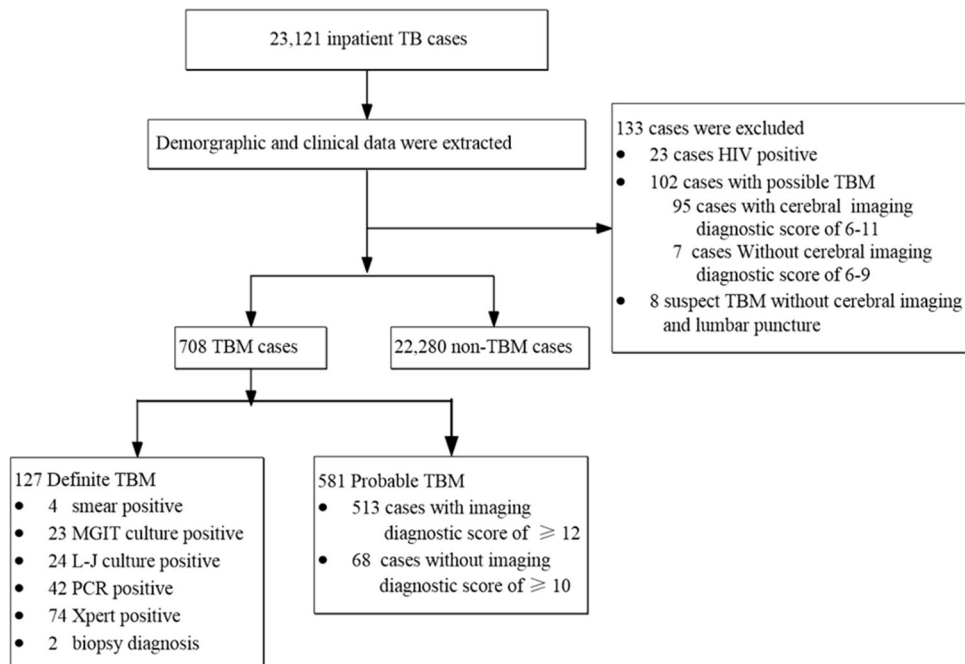 23,121 inpatient TB cases
Demorgraphic and clinical data were extracted
133 cases were excluded
• 23 cases HIV positive
• 102 cases with possible TBM
95 cases with cerebral imaging
diagnostic score of 6-11
7 cases Without cerebral imaging
diagnostic score of 6-9
• 8 suspect TBM without cerebral imaging
and lumbar puncture
708 TBM cases
22,280 non-TBM cases
127 Definite TBM
• 4 smear positive
• 23 MGIT culture positive
• 24 L-J culture positive
• 42 PCR positive
• 74 Xpert positive
• 2 biopsy diagnosis
581 Probable TBM
• 513 cases with imaging
diagnostic score of ⩾ 12
• 68 cases without imaging
diagnostic score of ⩾ 10